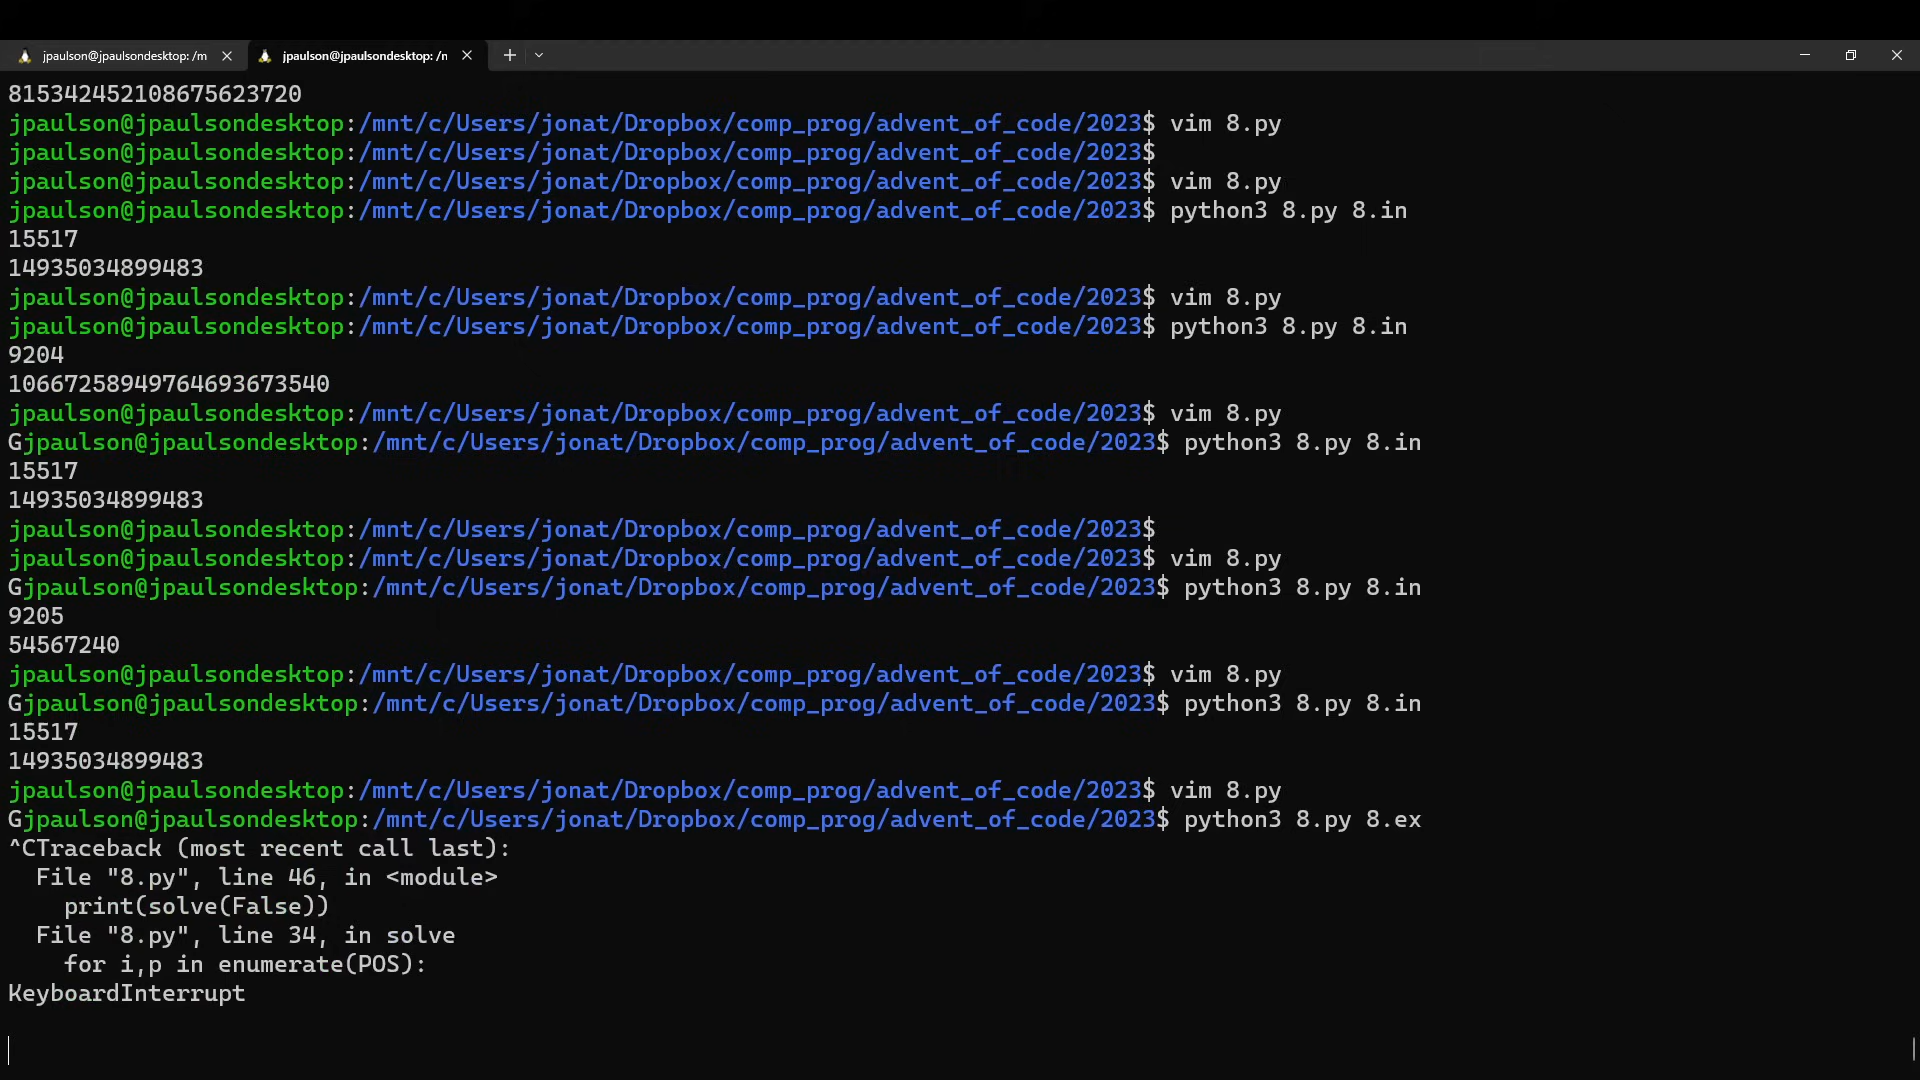 jpaulson@jpaulsondesktop: /m
jpaulson@jpaulsondesktop: /n
815342452108675623720
jpaulson@jpaulsondesktop:/mnt/c/Users/jonat/Dropbox/comp_prog/advent_of_code/2023$ vim 8.py
jpaulson@jpaulsondesktop:/mnt/c/Users/jonat/Dropbox/comp_prog/advent_of_code/2023$
jpaulson@jpaulsondesktop:/mnt/c/Users/jonat/Dropbox/comp_prog/advent_of_code/2023$ vim 8.py
jpaulson@jpaulsondesktop:/mnt/c/Users/jonat/Dropbox/comp_prog/advent_of_code/2023$ python3 8.py 8.in
15517
14935034899483
jpaulson@jpaulsondesktop:/mnt/c/Users/jonat/Dropbox/comp_prog/advent_of_code/2023$ vim 8.py
jpaulson@jpaulsondesktop:/mnt/c/Users/jonat/Dropbox/comp_prog/advent_of_code/2023$ python3 8.py 8.in
9204
10667258949764693673540
jpaulson@jpaulsondesktop:/mnt/c/Users/jonat/Dropbox/comp_prog/advent_of_code/2023$ vim 8.py
Gjpaulson@jpaulsondesktop:/mnt/c/Users/jonat/Dropbox/comp_prog/advent_of_code/2023$ python3 8.py 8.in
15517
14935034899483
jpaulson@jpaulsondesktop:/mnt/c/Users/jonat/Dropbox/comp_prog/advent_of_code/2023$
jpaulson@jpaulsondesktop:/mnt/c/Users/jonat/Dropbox/comp_prog/advent_of_code/2023$ vim 8.py
Gjpaulson@jpaulsondesktop:/mnt/c/Users/jonat/Dropbox/comp_prog/advent_of_code/2023$ python3 8.py 8.in
9205
54567240
jpaulson@jpaulsondesktop:/mnt/c/Users/jonat/Dropbox/comp_prog/advent_of_code/2023$ vim 8.py
Gjpaulson@jpaulsondesktop:/mnt/c/Users/jonat/Dropbox/comp_prog/advent_of_code/2023$ python3 8.py 8.in
15517
14935034899483
jpaulson@jpaulsondesktop:/mnt/c/Users/jonat/Dropbox/comp_prog/advent_of_code/2023$ vim 8.py
Gjpaulson@jpaulsondesktop:/mnt/c/Users/jonat/Dropbox/comp_prog/advent_of_code/2023$ python3 8.py 8.ex
^CTraceback (most recent call last):
  File "8.py", line 46, in <module>
    print(solve(False))
  File "8.py", line 34, in solve
    for i,p in enumerate(POS):
KeyboardInterrupt